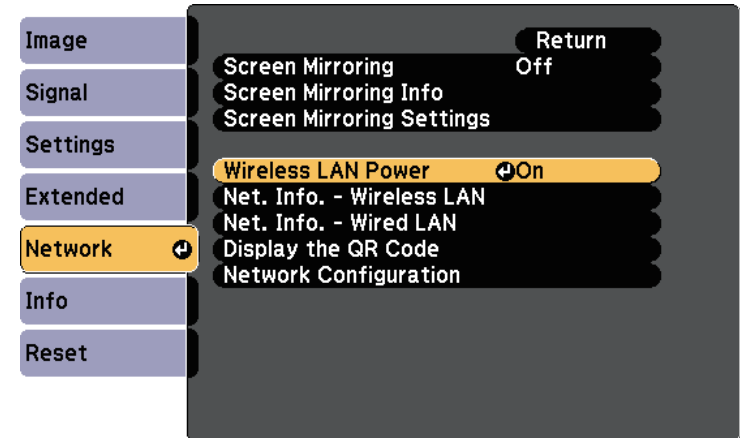 Image
Signal
Settings
Extended
Network
Info
Reset
Return
Screen Mirroring Off
Screen Mirroring Info
Screen Mirroring Settings
Wireless LAN Power On
Net. Info. - Wireless LAN
Net. Info. - Wired LAN
Display the QR Code
Network Configuration